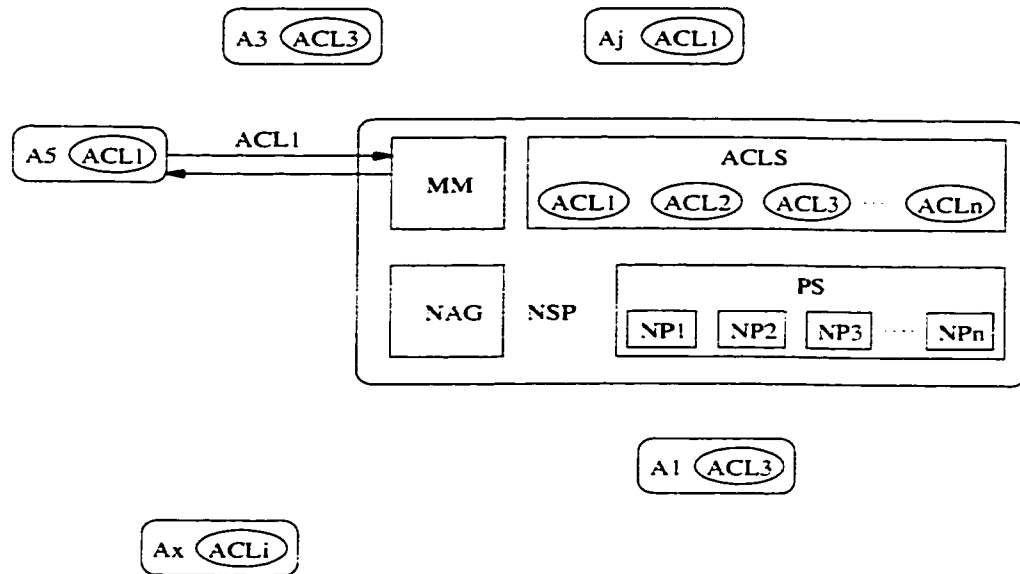 A3 ACL3
Aj ACL1
A5 ACL1
ACL1
MM
ACLS
ACL1 ACL2 ACL3 ... ACLn
NAG
NSP
PS
NP1 NP2 NP3 .... NPn
A1 ACL3
Ax ACLi